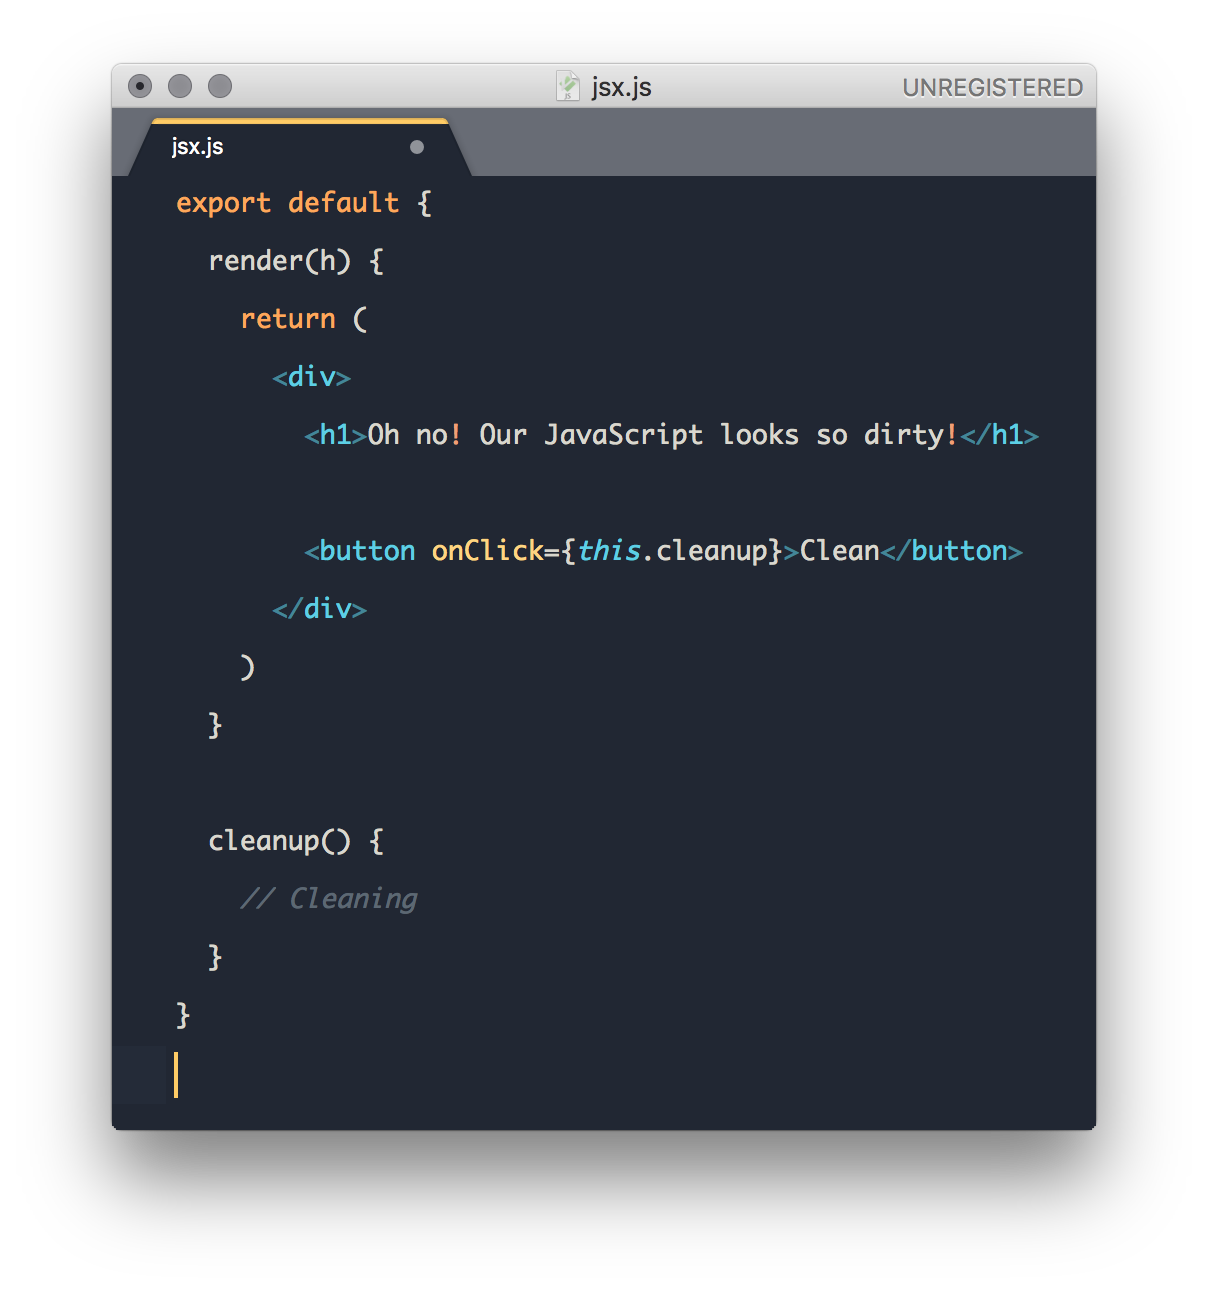 jsx.js
UNREGISTERED
jsx.js
export default {
  render(h) {
    return (
      <div>
        <h1>Oh no! Our JavaScript looks so dirty!</h1>

        <button onClick={this.cleanup}>Clean</button>
      </div>
    )
  }

  cleanup() {
    // Cleaning
  }
}